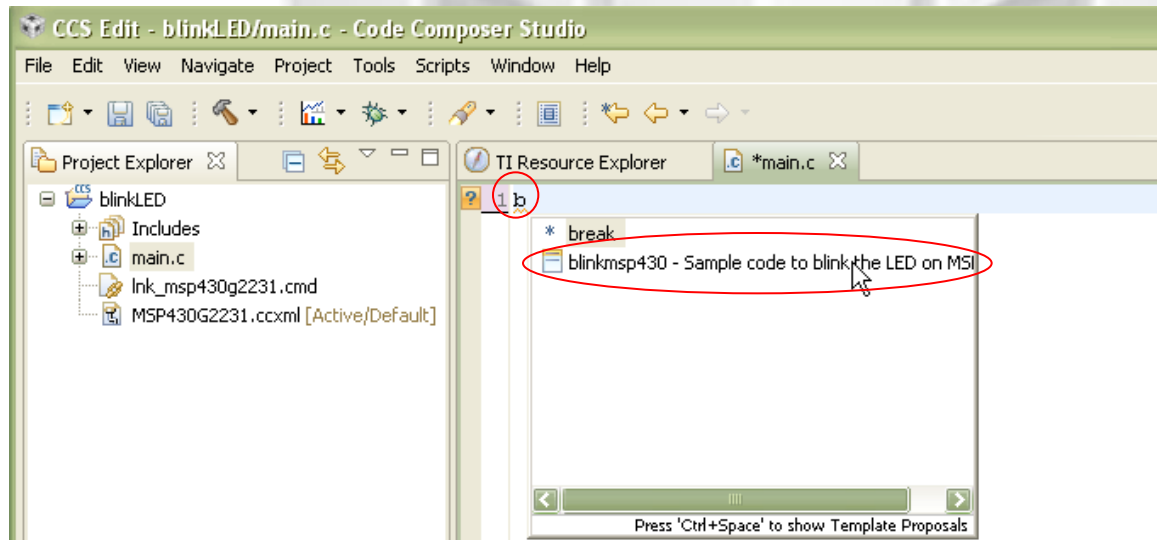 CCS Edit - blinkLED/main.c - Code Composer Studio
File Edit View Navigate Project Tools Scripts Window Help
Project Explorer
TI Resource Explorer
*main.c
blinkLED
Includes
main.c
lnk_msp430g2231.cmd
MSP430G2231.ccxml [Active/Default]
1 b
* break
blinkmsp430 - Sample code to blink the LED on MSI
Press 'Ctrl+Space' to show Template Proposals